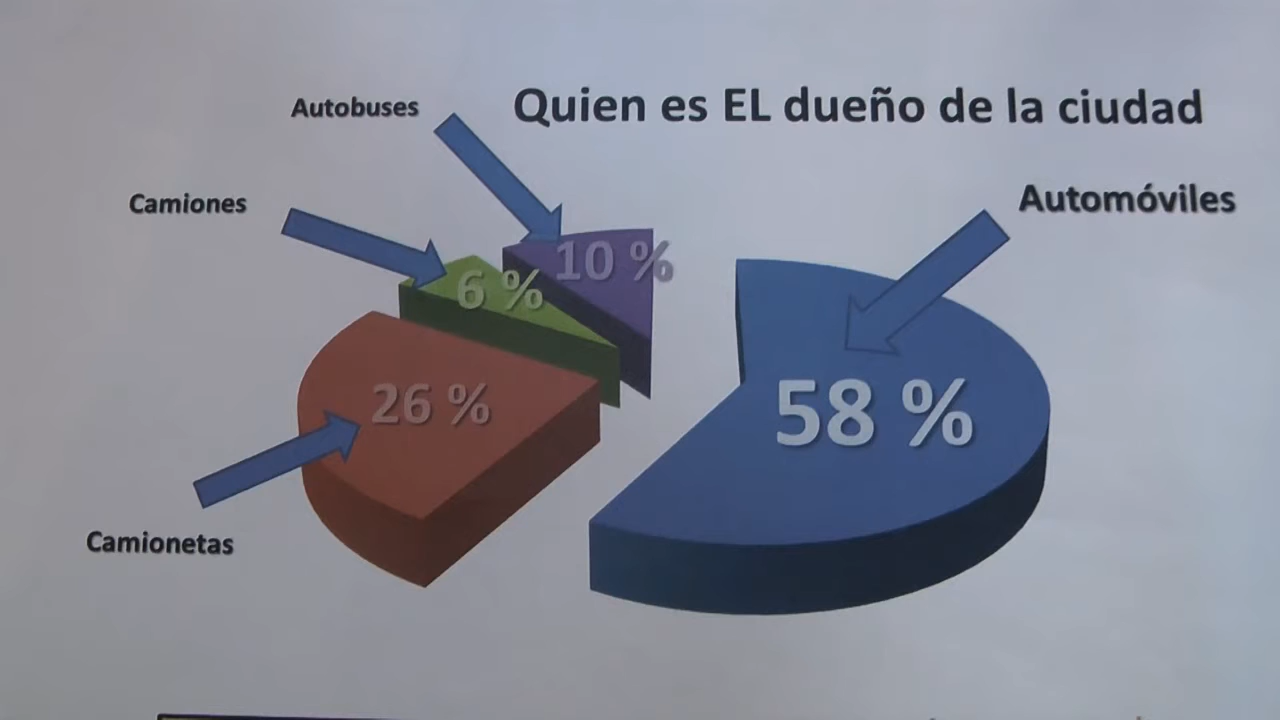 Quien es EL dueño de la ciudad
Autobuses
Camiones
Automóviles
10 %
6 %
26 %
58 %
Camionetas